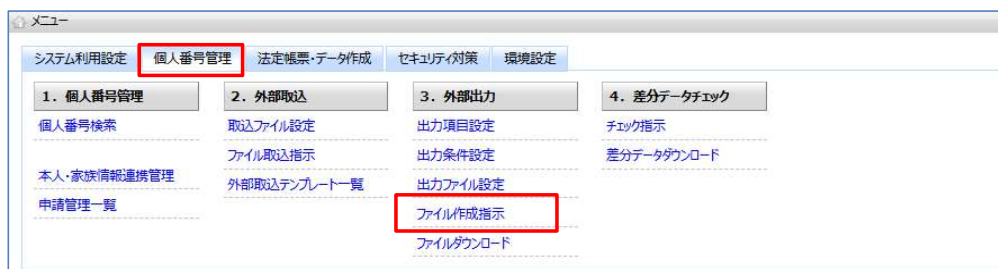 メニュー
システム利用設定 個人番号管理 法定帳票・データ作成 セキュリティ対策 環境設定
1．個人番号管理
個人番号検索
本人・家族情報連携管理
申請管理一覧
2．外部取込
取込ファイル設定
ファイル取込指示
外部取込テンプレート一覧
3．外部出力
出力項目設定
出力条件設定
出力ファイル設定
ファイル作成指示
ファイルダウンロード
4．差分データチェック
チェック指示
差分データダウンロード